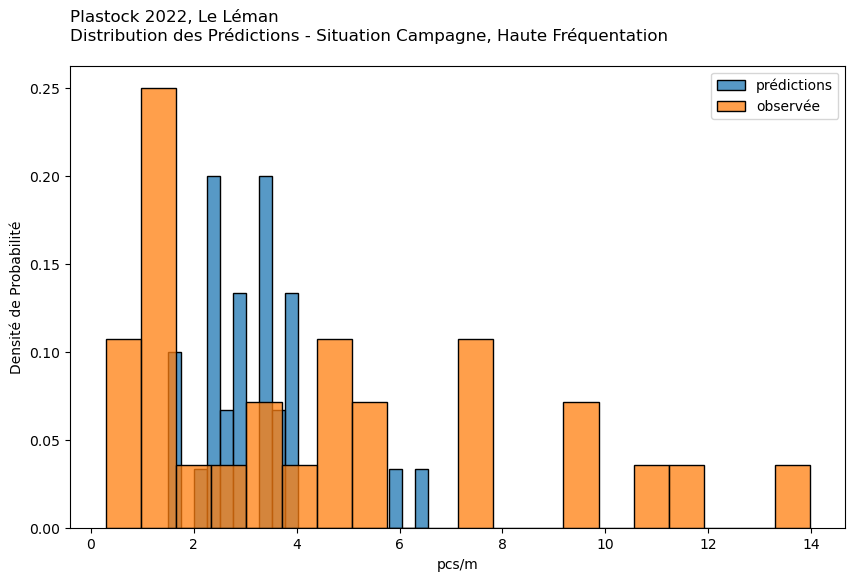 Plastock 2022, Le Léman
Distribution des Prédictions - Situation Campagne, Haute Fréquentation
prédictions
observée
Densité de Probabilité
0.25
0.20
0.15
0.10
0.05
0.00
0
2
4
6
8
10
12
14
pcs/m